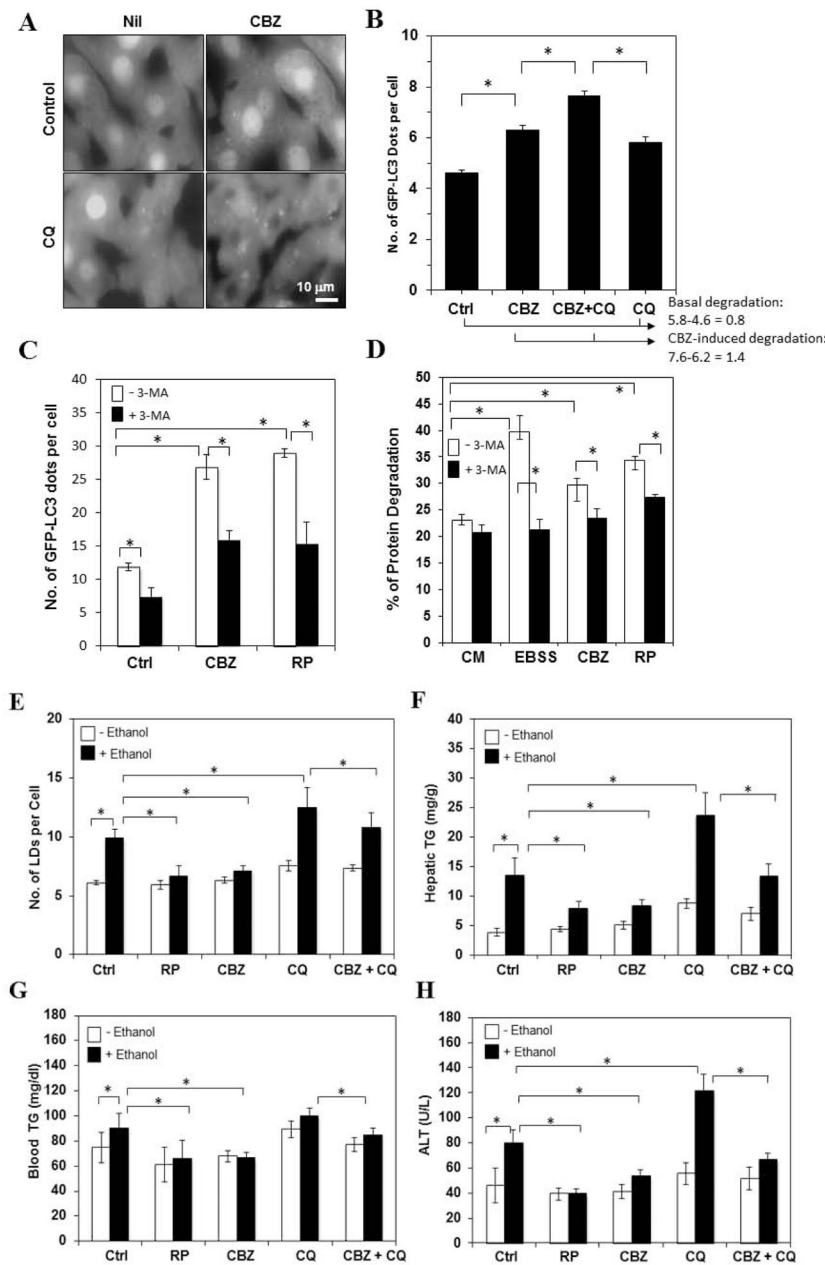 A
Nil
CBZ
Control
CQ
10 μm
B
No. of GFP-LC3 Dots per Cell
10
8
6
4
2
0
*
*
*
Ctrl
CBZ
CBZ+CQ
CQ
Basal degradation:
5.8-4.6 = 0.8
CBZ-induced degradation:
7.6-6.2 = 1.4
C
No. of GFP-LC3 dots per cell
40
35
30
25
20
15
10
5
0
- 3-MA
+ 3-MA
*
*
*
*
*
Ctrl
CBZ
RP
D
% of Protein Degradation
50
45
40
35
30
25
20
15
10
5
0
- 3-MA
+ 3-MA
*
*
*
*
*
*
CM
EBSS
CBZ
RP
E
No. of LDs per Cell
20
15
10
5
0
- Ethanol
+ Ethanol
*
*
*
*
*
Ctrl
RP
CBZ
CQ
CBZ + CQ
F
Hepatic TG (mg/g)
40
35
30
25
20
15
10
5
0
- Ethanol
+ Ethanol
*
*
*
*
*
Ctrl
RP
CBZ
CQ
CBZ + CQ
G
Blood TG (mg/dl)
180
160
140
120
100
80
60
40
20
0
- Ethanol
+ Ethanol
*
*
*
*
Ctrl
RP
CBZ
CQ
CBZ + CQ
H
ALT (U/L)
180
160
140
120
100
80
60
40
20
0
- Ethanol
+ Ethanol
*
*
*
*
*
Ctrl
RP
CBZ
CQ
CBZ + CQ